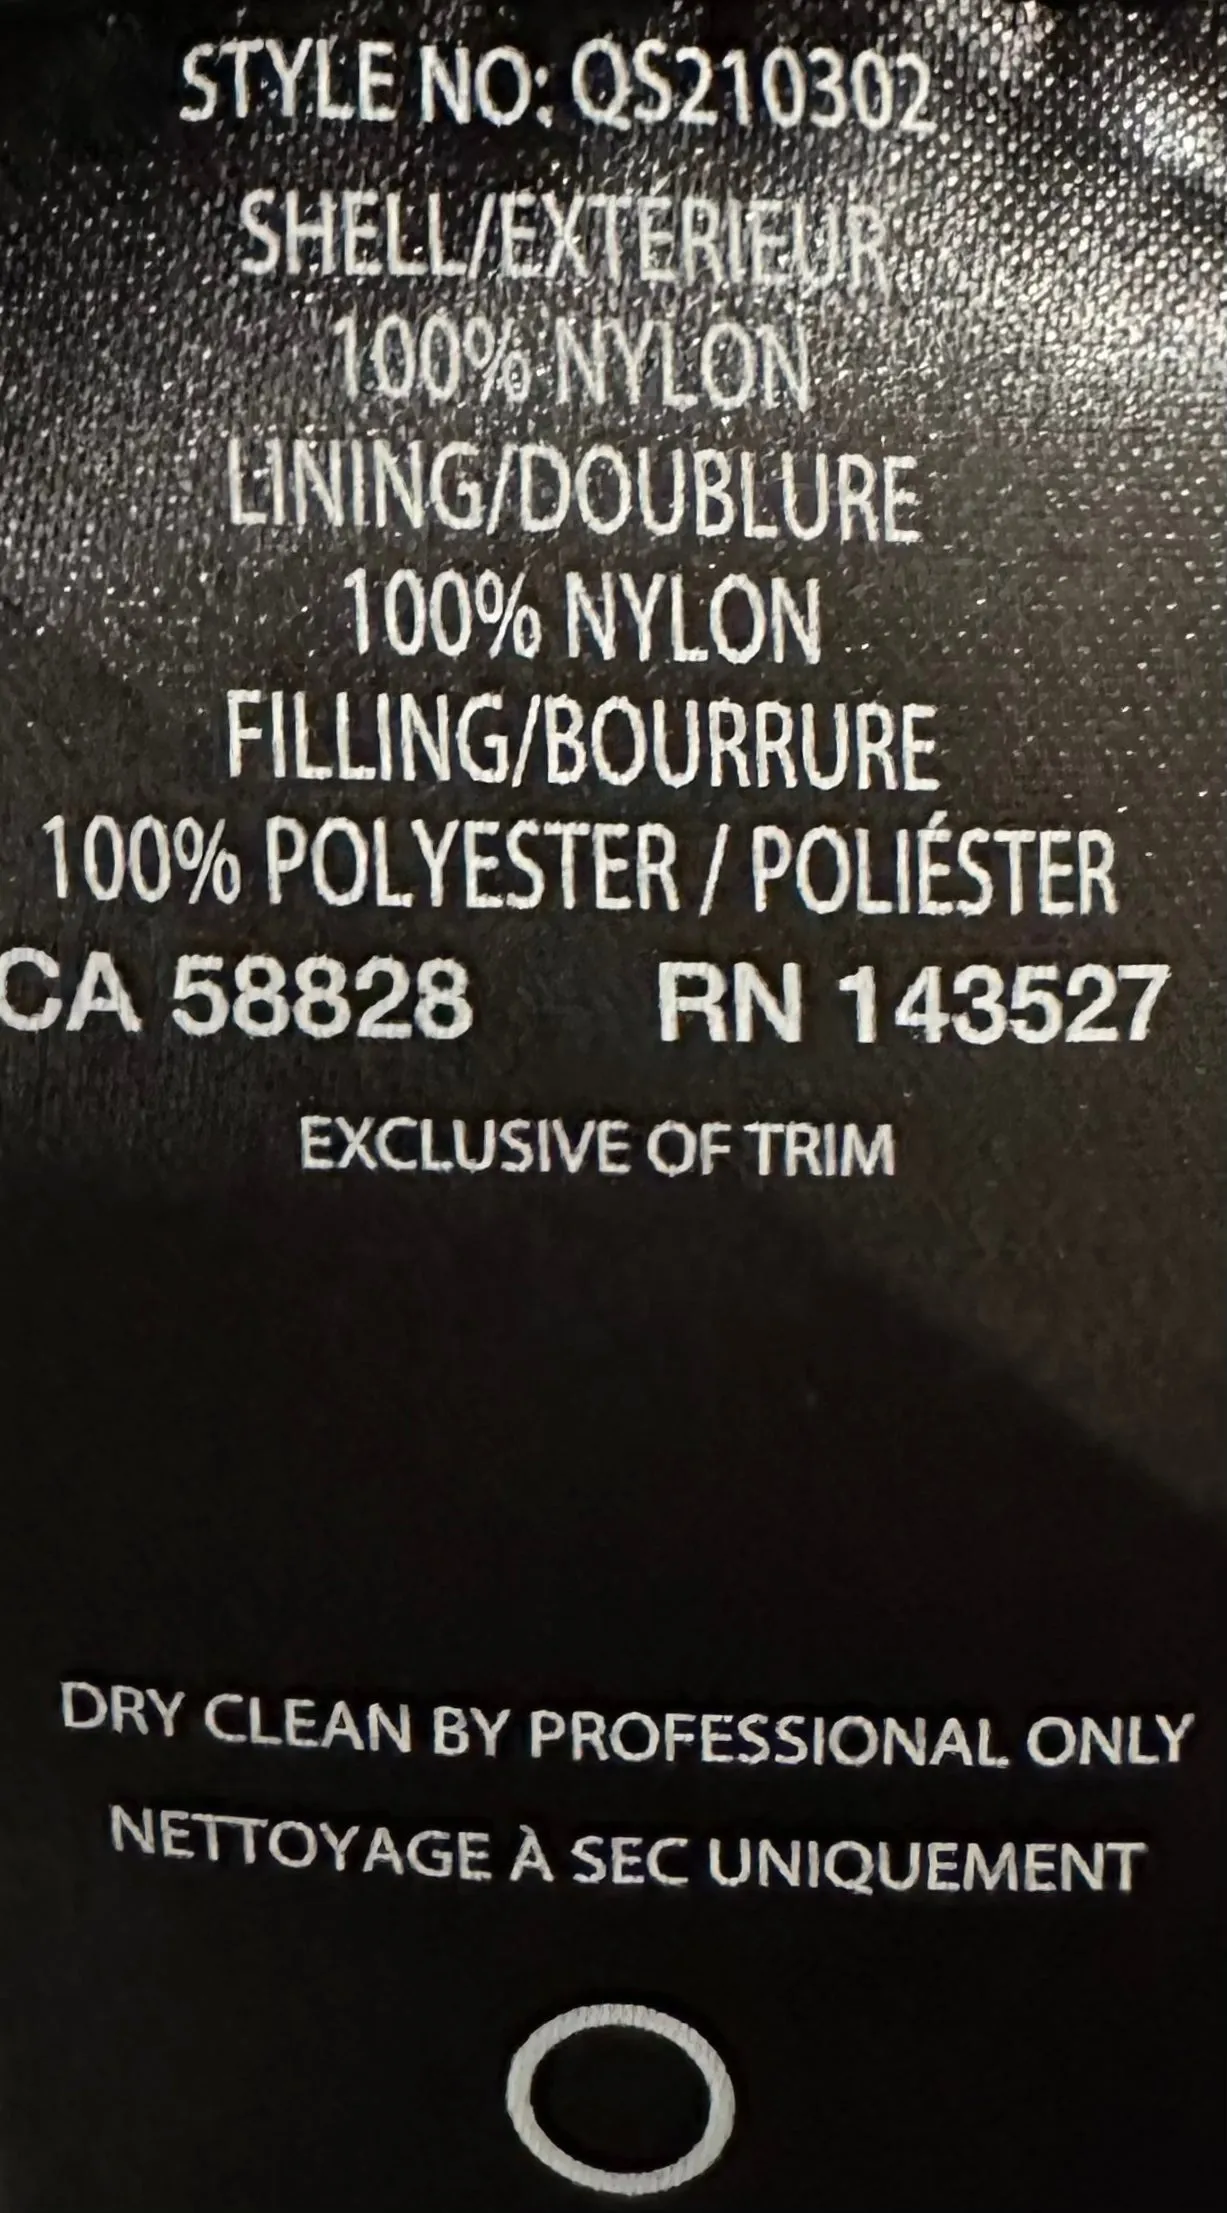 STYLE NO: QS210302
SHELL/EXTÉRIEUR
100% NYLON
LINING/DOUBLURE
100% NYLON
FILLING/BOURRURE
100% POLYESTER / POLIÉSTER
CA 58828 RN 143527
EXCLUSIVE OF TRIM
DRY CLEAN BY PROFESSIONAL ONLY
NETTOYAGE À SEC UNIQUEMENT